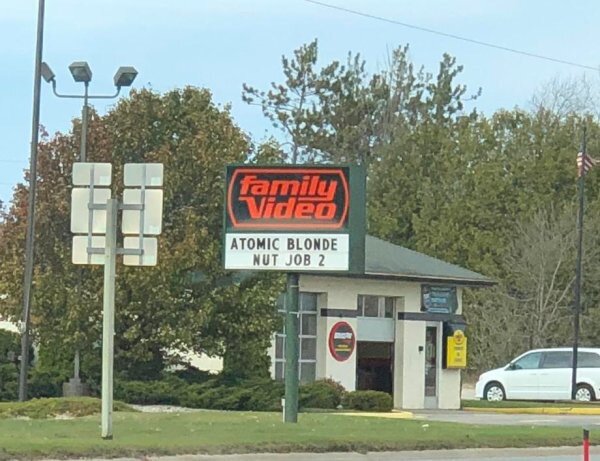 family
Video
ATOMIC BLONDE
NUT JOB 2